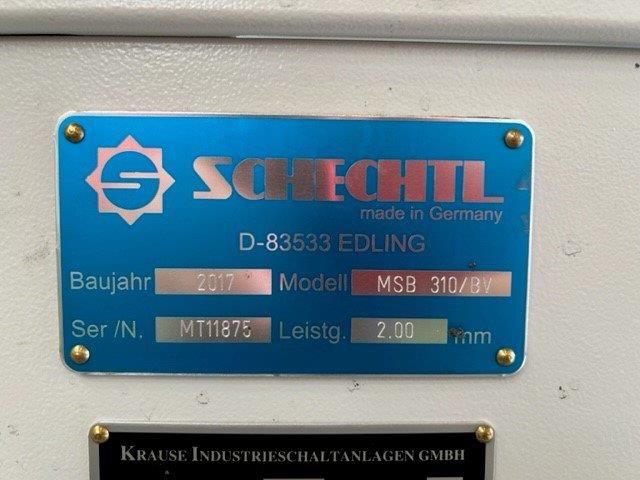 S SCHECHTL
made in Germany
D-83533 EDLING
Baujahr 2017 Modell MSB 310/BV
Ser /N. MT11875 Leistg. 2.00 mm
KRAUSE INDUSTRIESCHALTANLAGEN GMBH